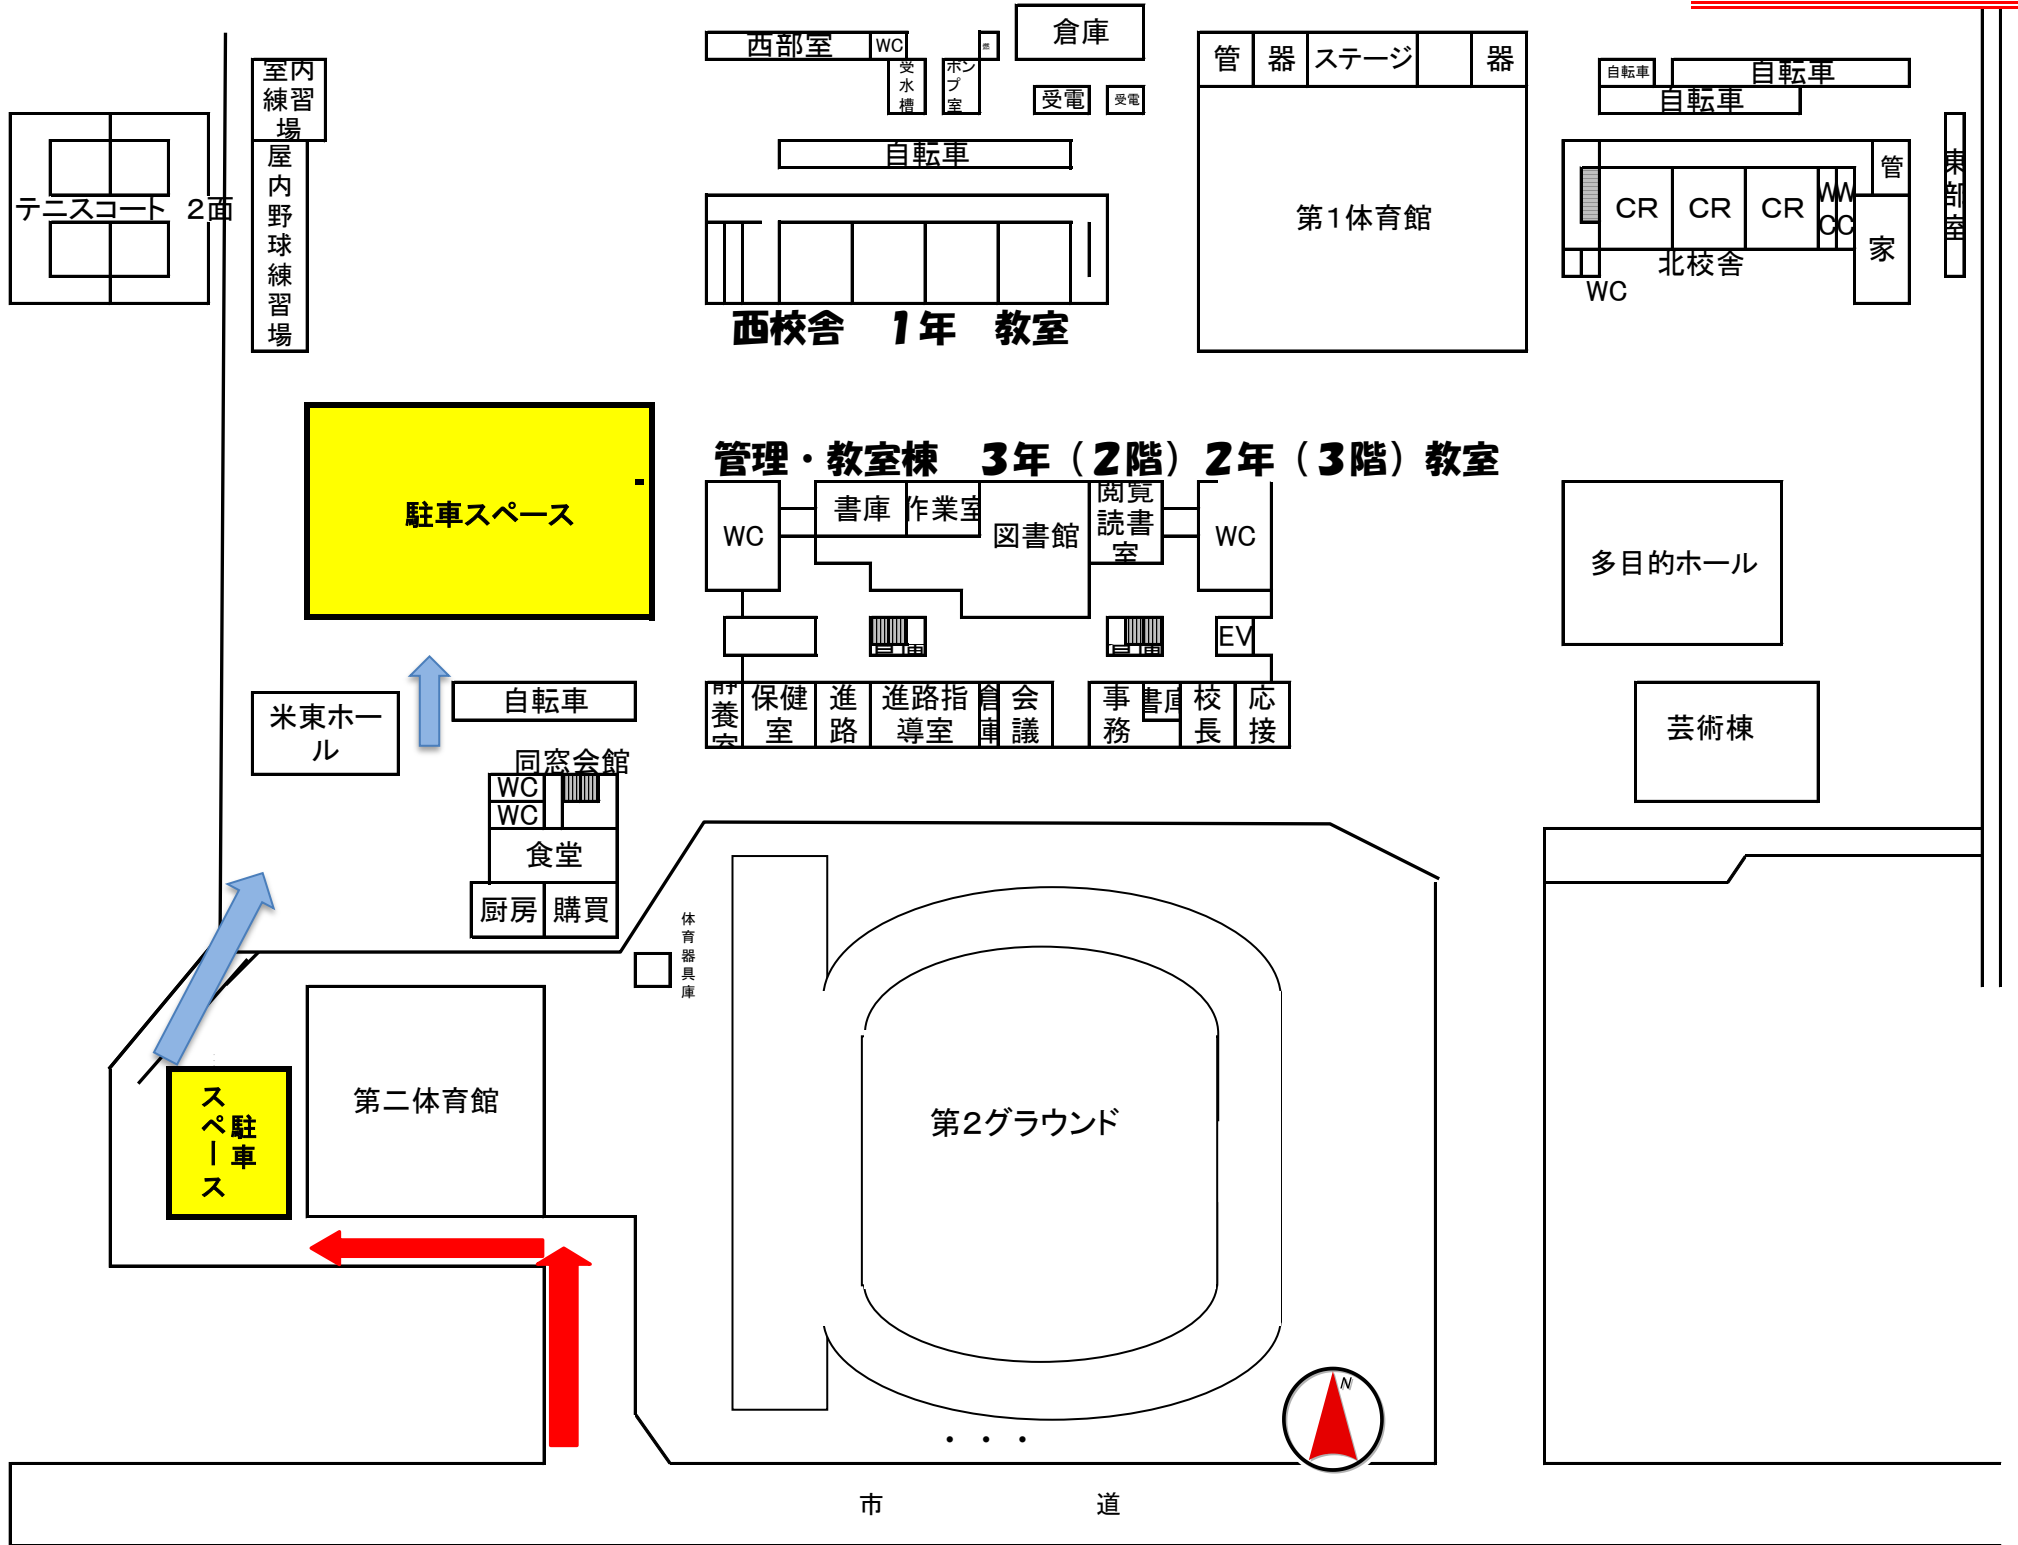 西部室
WC
倉庫
受水槽
ポンプ室
受電
受電
管
器
ステージ
器
自転車
自転車
自転車
室内練習場
屋内野球練習場
テニスコート　2面
自転車
西校舎　1年　教室
第1体育館
CR
CR
CR
WC
WC
管
家
東部室
北校舎
WC
駐車スペース
管理・教室棟　3年（2階）2年（3階）教室
WC
書庫
作業室
図書館
閲覧読書室
WC
EV
多目的ホール
静養室
保健室
進路
進路指導室
倉庫
会議
事務
書庫
校長
応接
芸術棟
米東ホール
自転車
同窓会館
WC
WC
食堂
厨房
購買
体育器具庫
駐車スペース
第二体育館
第2グラウンド
N
・・・
市　道